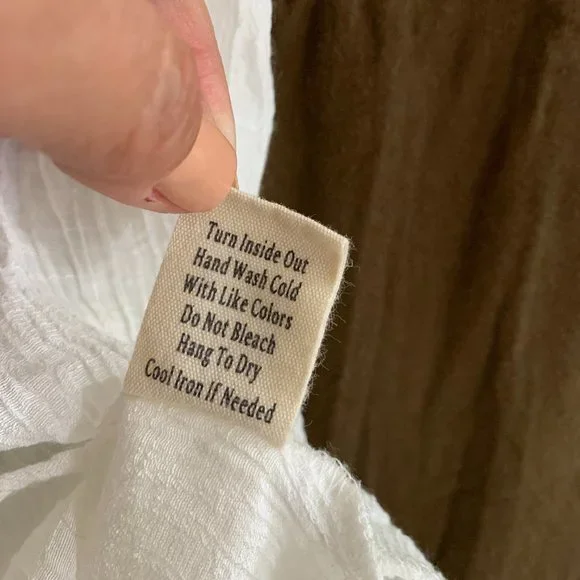 Turn Inside Out
Hand Wash Cold
With Like Colors
Do Not Bleach
Hang To Dry
Cool Iron If Needed